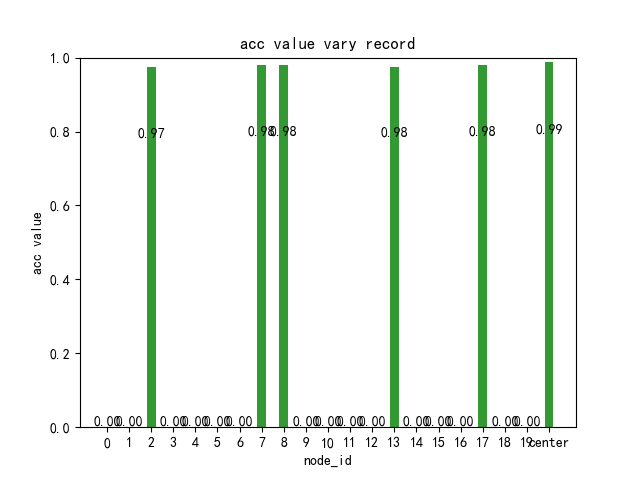 acc value vary record
1.0
0.8
0.6
0.4
0.2
0.0
acc value
0.97 0.98 0.98 0.98 0.98 0.99
0.00 0.00 0.00 0.00 0.00 0.00 0.00 0.00 0.00 0.00 0.00 0.00 0.00 0.00 0.00
0 1 2 3 4 5 6 7 8 9 10 11 12 13 14 15 16 17 18 19 center
node_id